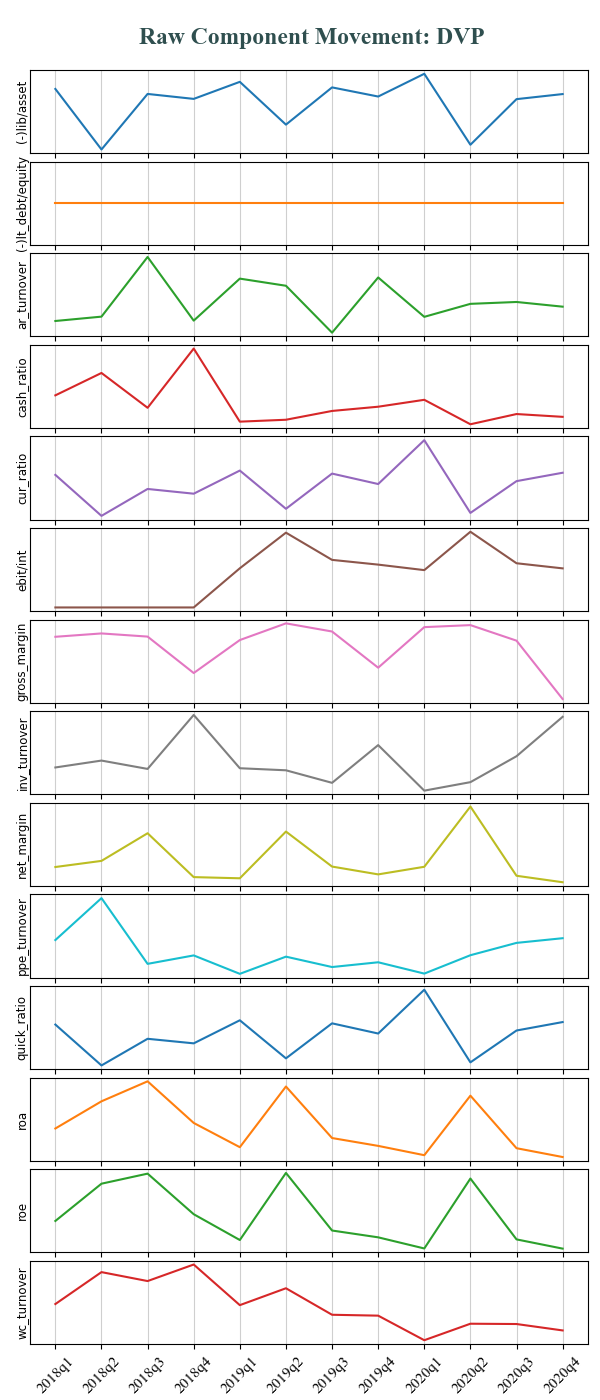 Raw Component Movement: DVP
(-)lib/asset
(-)lt_debt/equity
ar_turnover
cash_ratio
cur_ratio
ebit/int
gross_margin
inv_turnover
net_margin
ppe_turnover
quick_ratio
roa
roe
wc_turnover
2018q1 2018q2 2018q3 2018q4 2019q1 2019q2 2019q3 2019q4 2020q1 2020q2 2020q3 2020q4